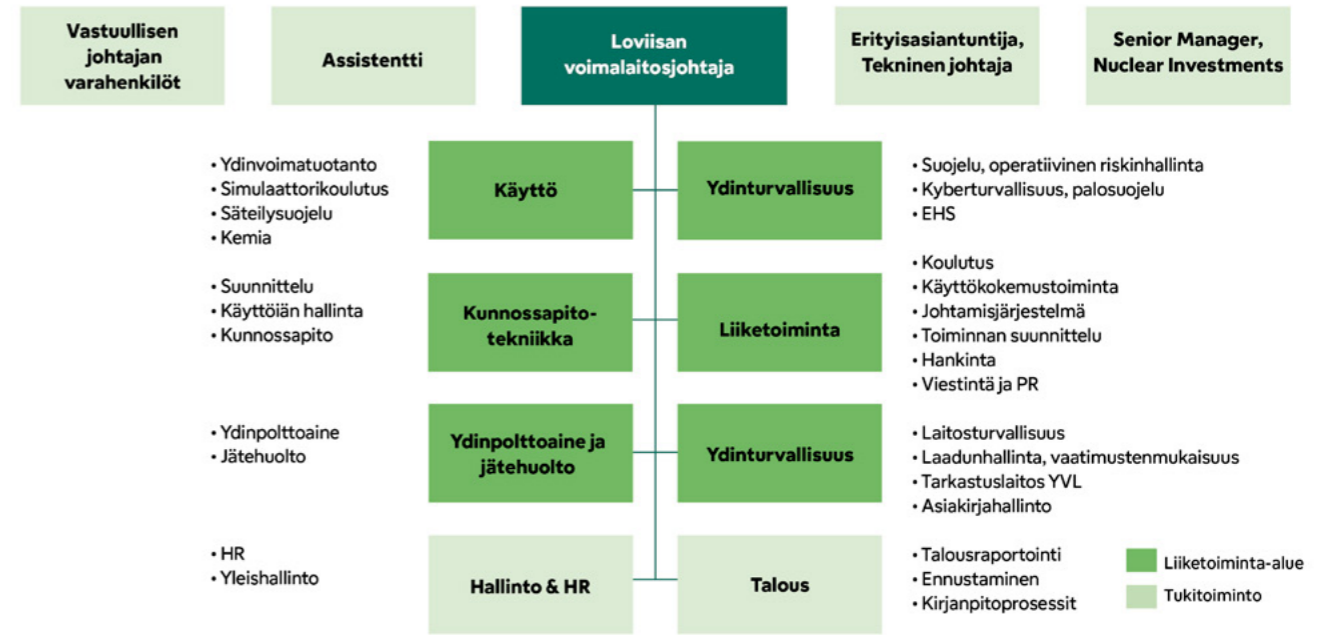 Vastuullisen
johtajan
varahenkilöt
Assistentti
Loviisan
voimalaitosjohtaja
Erityisasiantuntija,
Tekninen johtaja
Senior Manager,
Nuclear Investments
• Ydinvoimatuotanto
• Simulaattorikoulutus
• Säteilysuojelu
• Kemia
Käyttö
Ydinturvallisuus
• Suojelu, operatiivinen riskinhallinta
• Kyberturvallisuus, palosuojelu
• EHS
• Suunnittelu
• Käyttöiän hallinta
• Kunnossapito
Kunnossapito-
tekniikka
Liiketoiminta
• Koulutus
• Käyttökokemustoiminta
• Johtamisjärjestelmä
• Toiminnan suunnittelu
• Hankinta
• Viestintä ja PR
• Ydinpolttoaine
• Jätehuolto
Ydinpolttoaine ja
jätehuolto
Ydinturvallisuus
• Laitosturvallisuus
• Laadunhallinta, vaatimustenmukaisuus
• Tarkastuslaitos YVL
• Asiakirjahallinto
• HR
• Yleishallinto
Hallinto & HR
Talous
• Talousraportointi
• Ennustaminen
• Kirjanpitoprosessit
Liiketoiminta-alue
Tukitoiminto